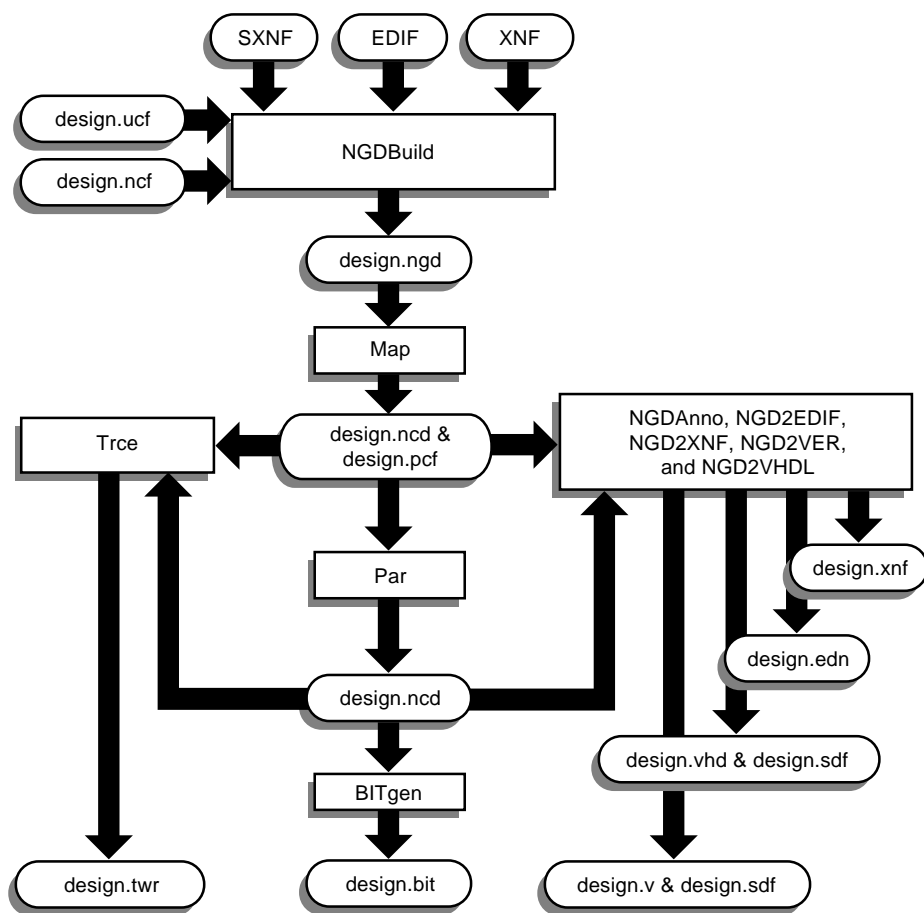 SXNF
EDIF
XNF
design.ucf
NGDBuild
design.ncf
design.ngd
Map
Trce
design.ncd &
design.pcf
NGDAnno, NGD2EDIF,
NGD2XNF, NGD2VER,
and NGD2VHDL
Par
design.xnf
design.edn
design.ncd
design.vhd & design.sdf
BITgen
design.twr
design.bit
design.v & design.sdf